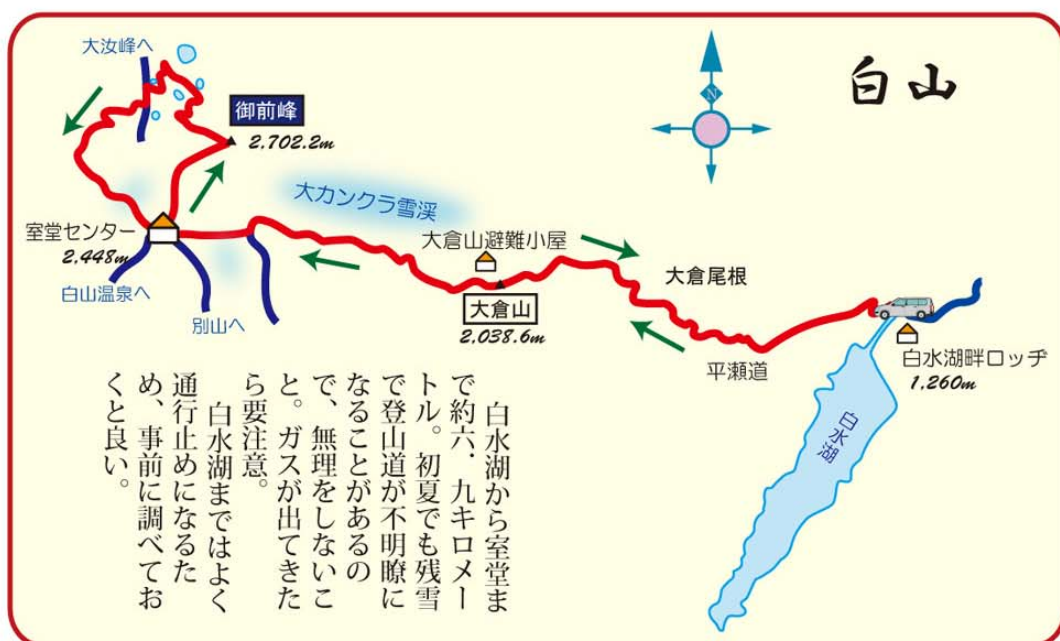 白山
N
大汝峰へ
御前峰
2,702.2m
大カンクラ雪渓
室堂センター
2,448m
大倉山避難小屋
大倉尾根
白山温泉へ
別山へ
大倉山
2,038.6m
平瀬道
白水湖畔ロッヂ
1,260m
白水湖
白水湖から室堂ま
で約六．九キロメー
トル。初夏でも残雪
で登山道が不明瞭に
なることがあるの
で、無理をしないこ
と。ガスが出てきた
ら要注意。
白水湖まではよく
通行止めになるた
め、事前に調べてお
くと良い。